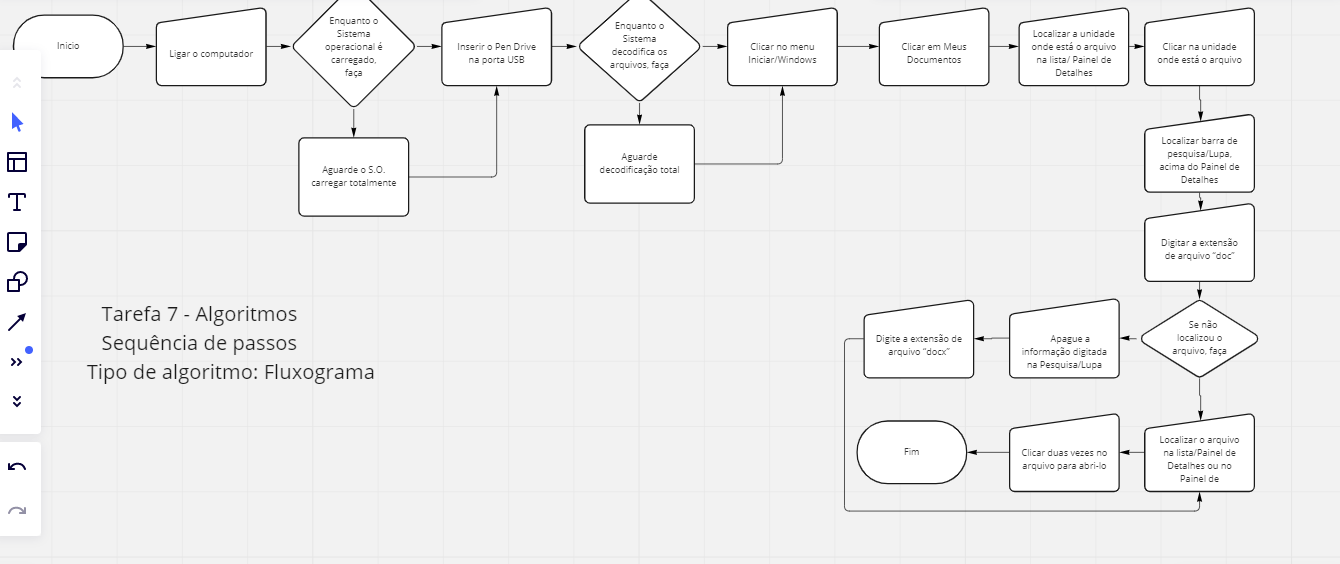 Inicio
Ligar o computador
Enquanto o
Sistema
operacional é
carregado,
faça
Inserir o Pen Drive
na porta USB
Enquanto o
Sistema
decodifica os
arquivos, faça
Clicar no menu
Iniciar/Windows
Clicar em Meus
Documentos
Localizar a unidade
onde está o arquivo
na lista/ Painel de
Detalhes
Clicar na unidade
onde está o arquivo
Aguarde o S.O.
carregar totalmente
Aguarde
decodificação total
Localizar barra de
pesquisa/Lupa,
acima do Painel de
Detalhes
Digitar a extensão
de arquivo "doc"
Se não
localizou o
arquivo, faça
Apague a
informação digitada
na Pesquisa/Lupa
Digite a extensão de
arquivo "docx"
Tarefa 7 - Algoritmos
Sequência de passos
Tipo de algoritmo: Fluxograma
Localizar o arquivo
na lista/Painel de
Detalhes ou no
Painel de
Clicar duas vezes no
arquivo para abri-lo
Fim